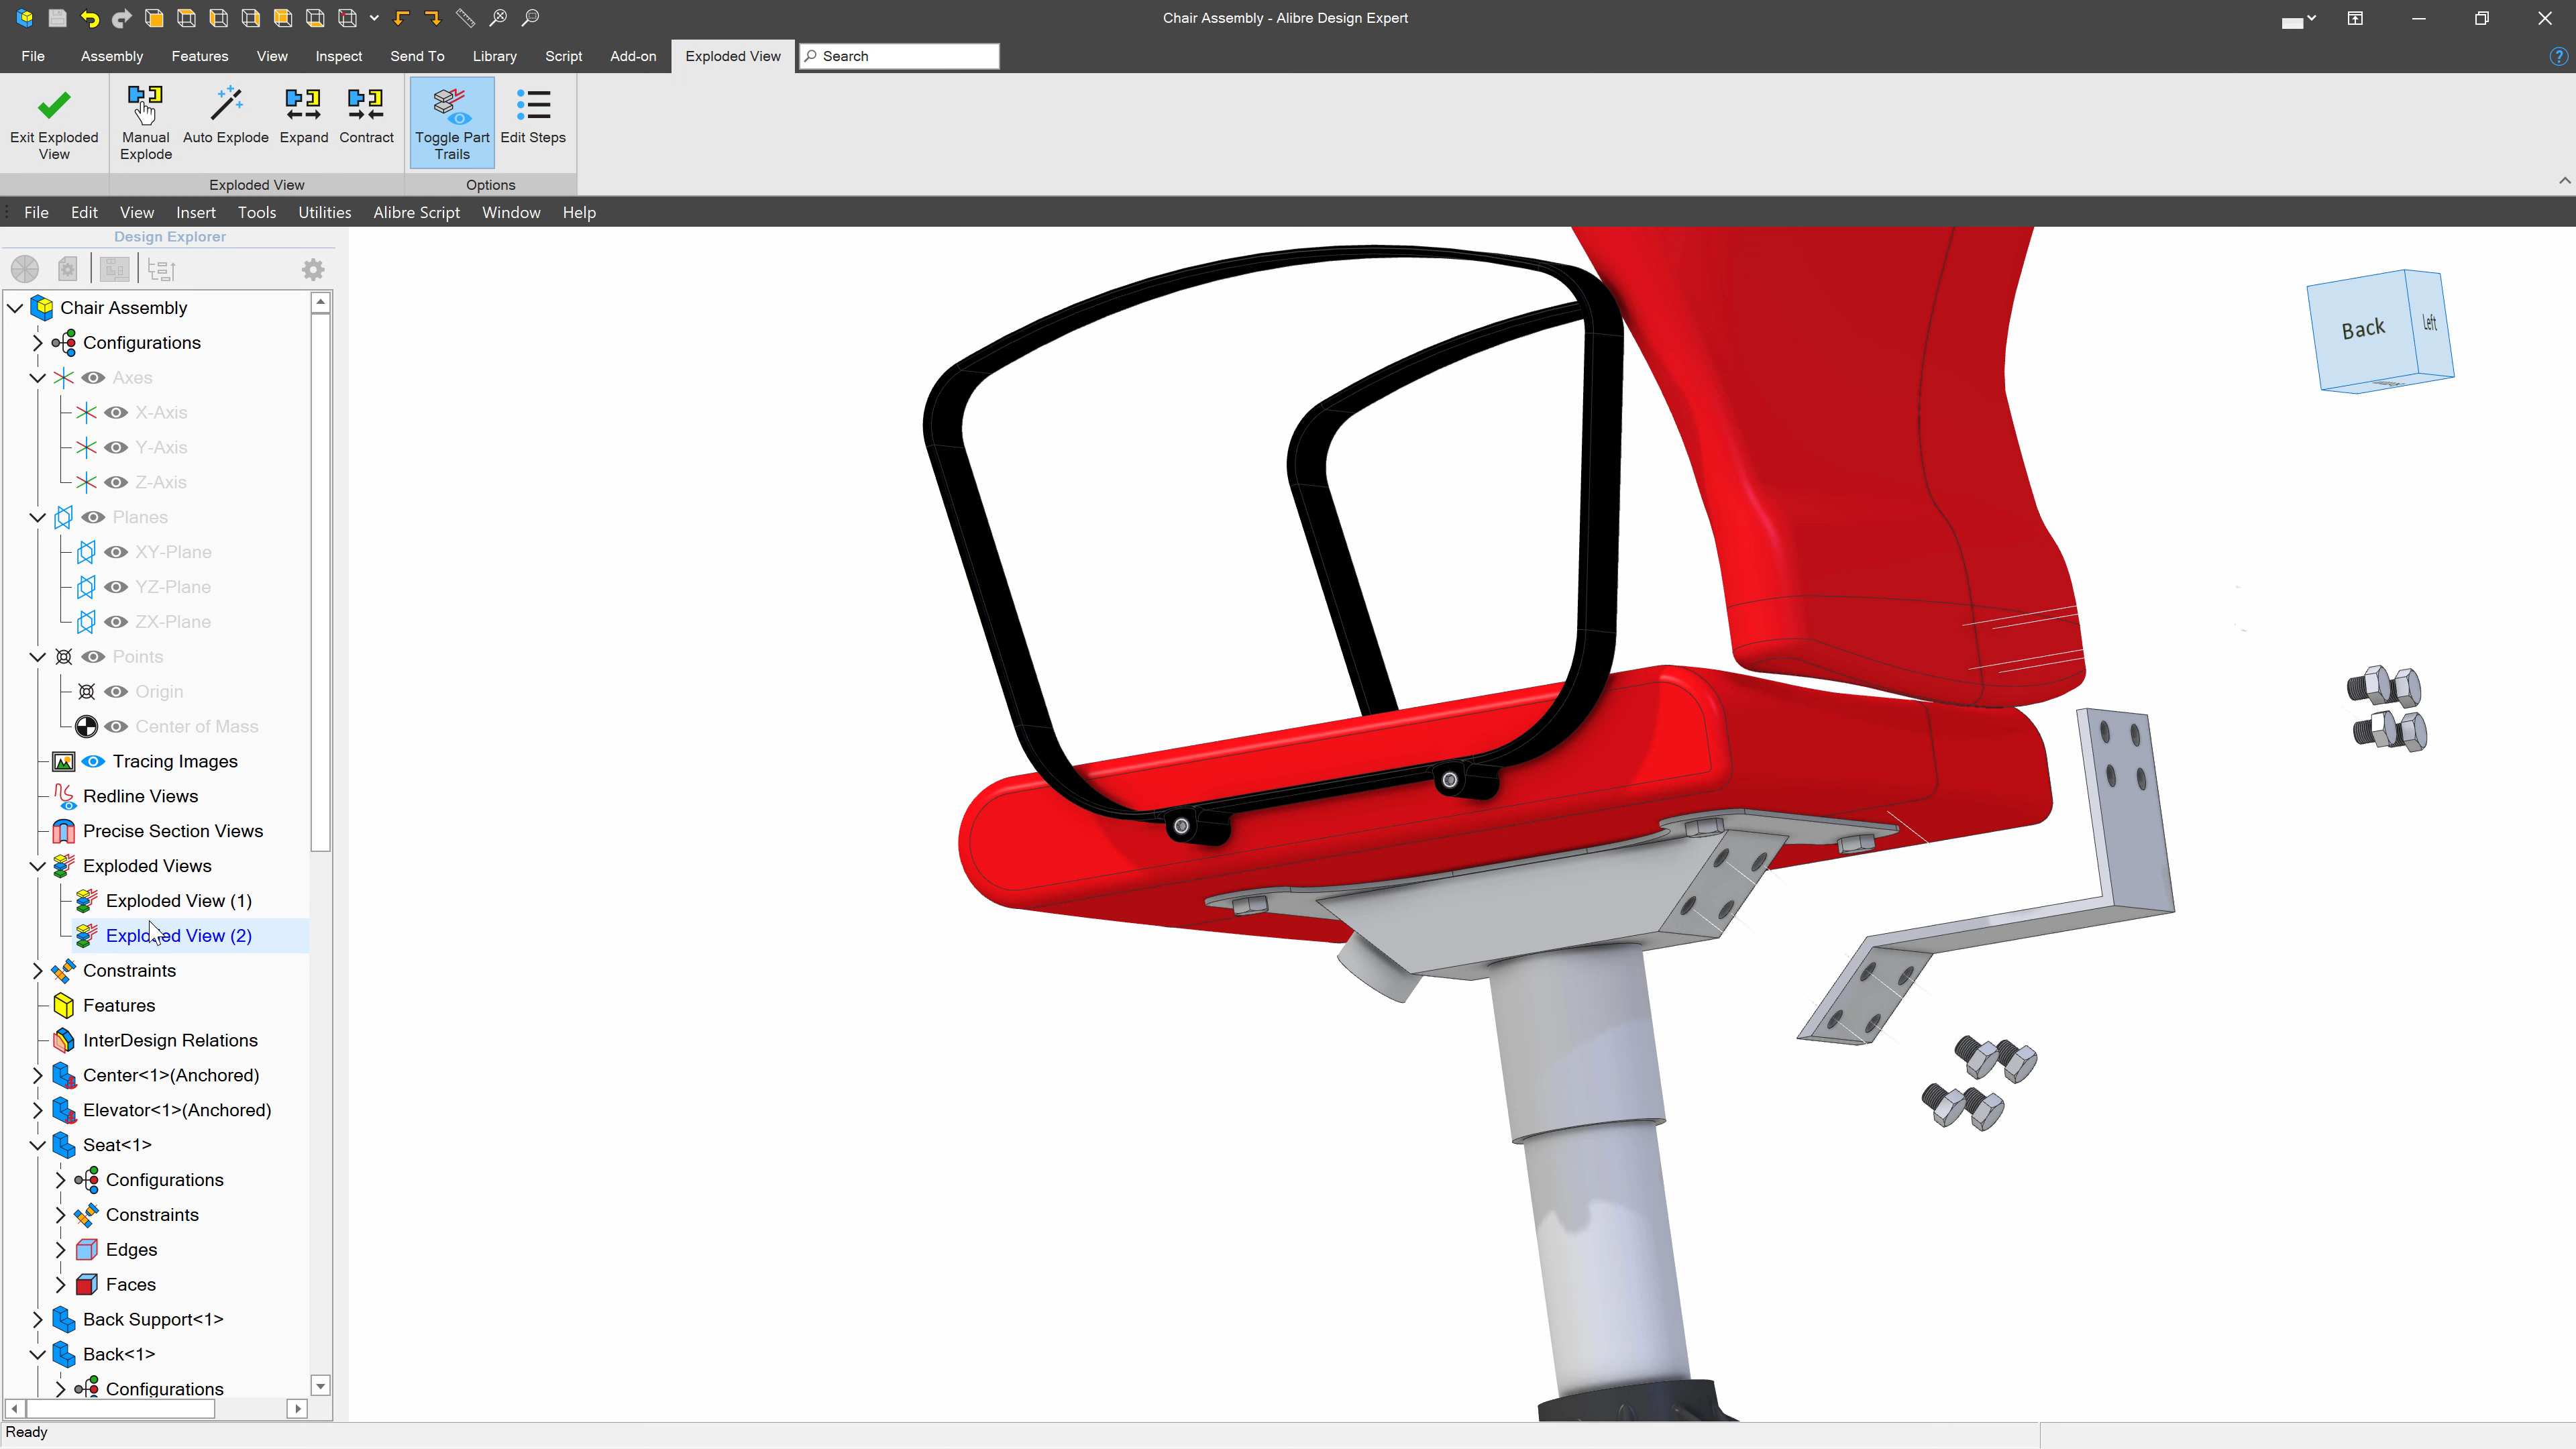 Chair Assembly - Alibre Design Expert
File Assembly Features View Inspect Send To Library Script Add-on Exploded View Search
Exit Exploded View
Manual Explode
Auto Explode
Expand
Contract
Toggle Part Trails
Edit Steps
Exploded View
Options
File Edit View Insert Tools Utilities Alibre Script Window Help
Design Explorer
Chair Assembly
Configurations
Axes
X-Axis
Y-Axis
Z-Axis
Planes
XY-Plane
YZ-Plane
ZX-Plane
Points
Origin
Center of Mass
Tracing Images
Redline Views
Precise Section Views
Exploded Views
Exploded View (1)
Exploded View (2)
Constraints
Features
InterDesign Relations
Center<1>(Anchored)
Elevator<1>(Anchored)
Seat<1>
Configurations
Constraints
Edges
Faces
Back Support<1>
Back<1>
Configurations
Back
Left
Ready